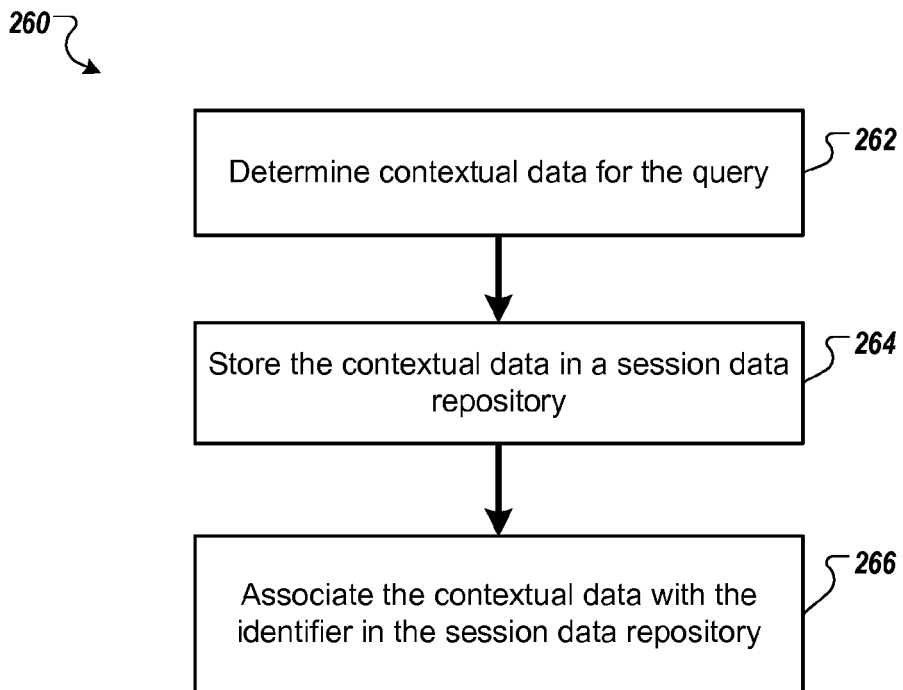 260
262
Determine contextual data for the query
264
Store the contextual data in a session data
repository
266
Associate the contextual data with the
identifier in the session data repository